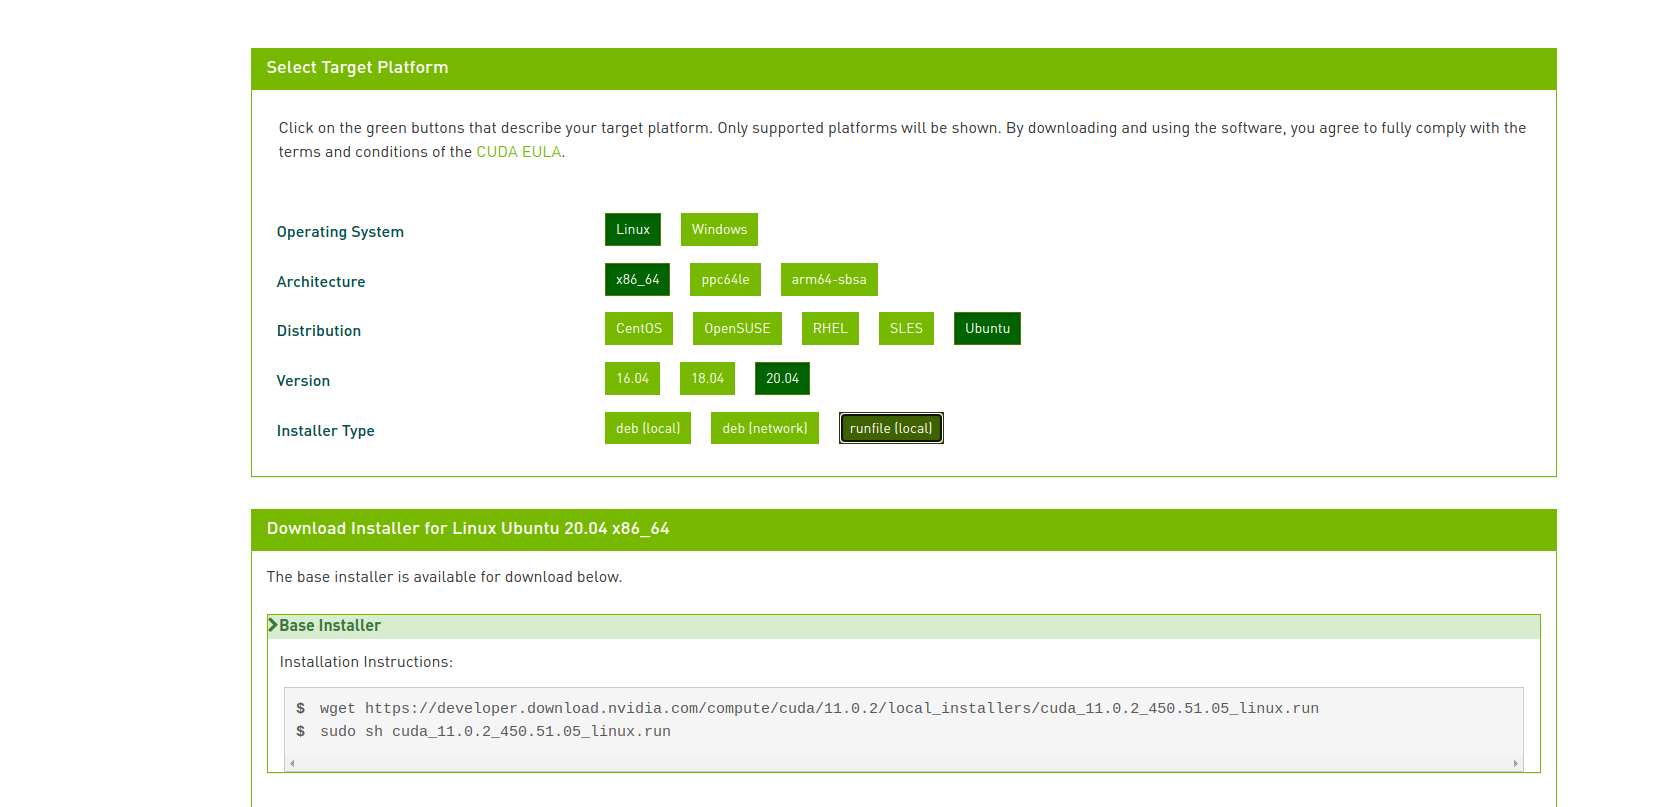 Select Target Platform
Click on the green buttons that describe your target platform. Only supported platforms will be shown. By downloading and using the software, you agree to fully comply with the
terms and conditions of the CUDA EULA.
Operating System
Linux Windows
Architecture
x86_64 ppc64le arm64-sbsa
Distribution
CentOS OpenSUSE RHEL SLES Ubuntu
Version
16.04 18.04 20.04
Installer Type
deb (local) deb (network) runfile (local)
Download Installer for Linux Ubuntu 20.04 x86_64
The base installer is available for download below.
Base Installer
Installation Instructions:
$ wget https://developer.download.nvidia.com/compute/cuda/11.0.2/local_installers/cuda_11.0.2_450.51.05_linux.run
$ sudo sh cuda_11.0.2_450.51.05_linux.run